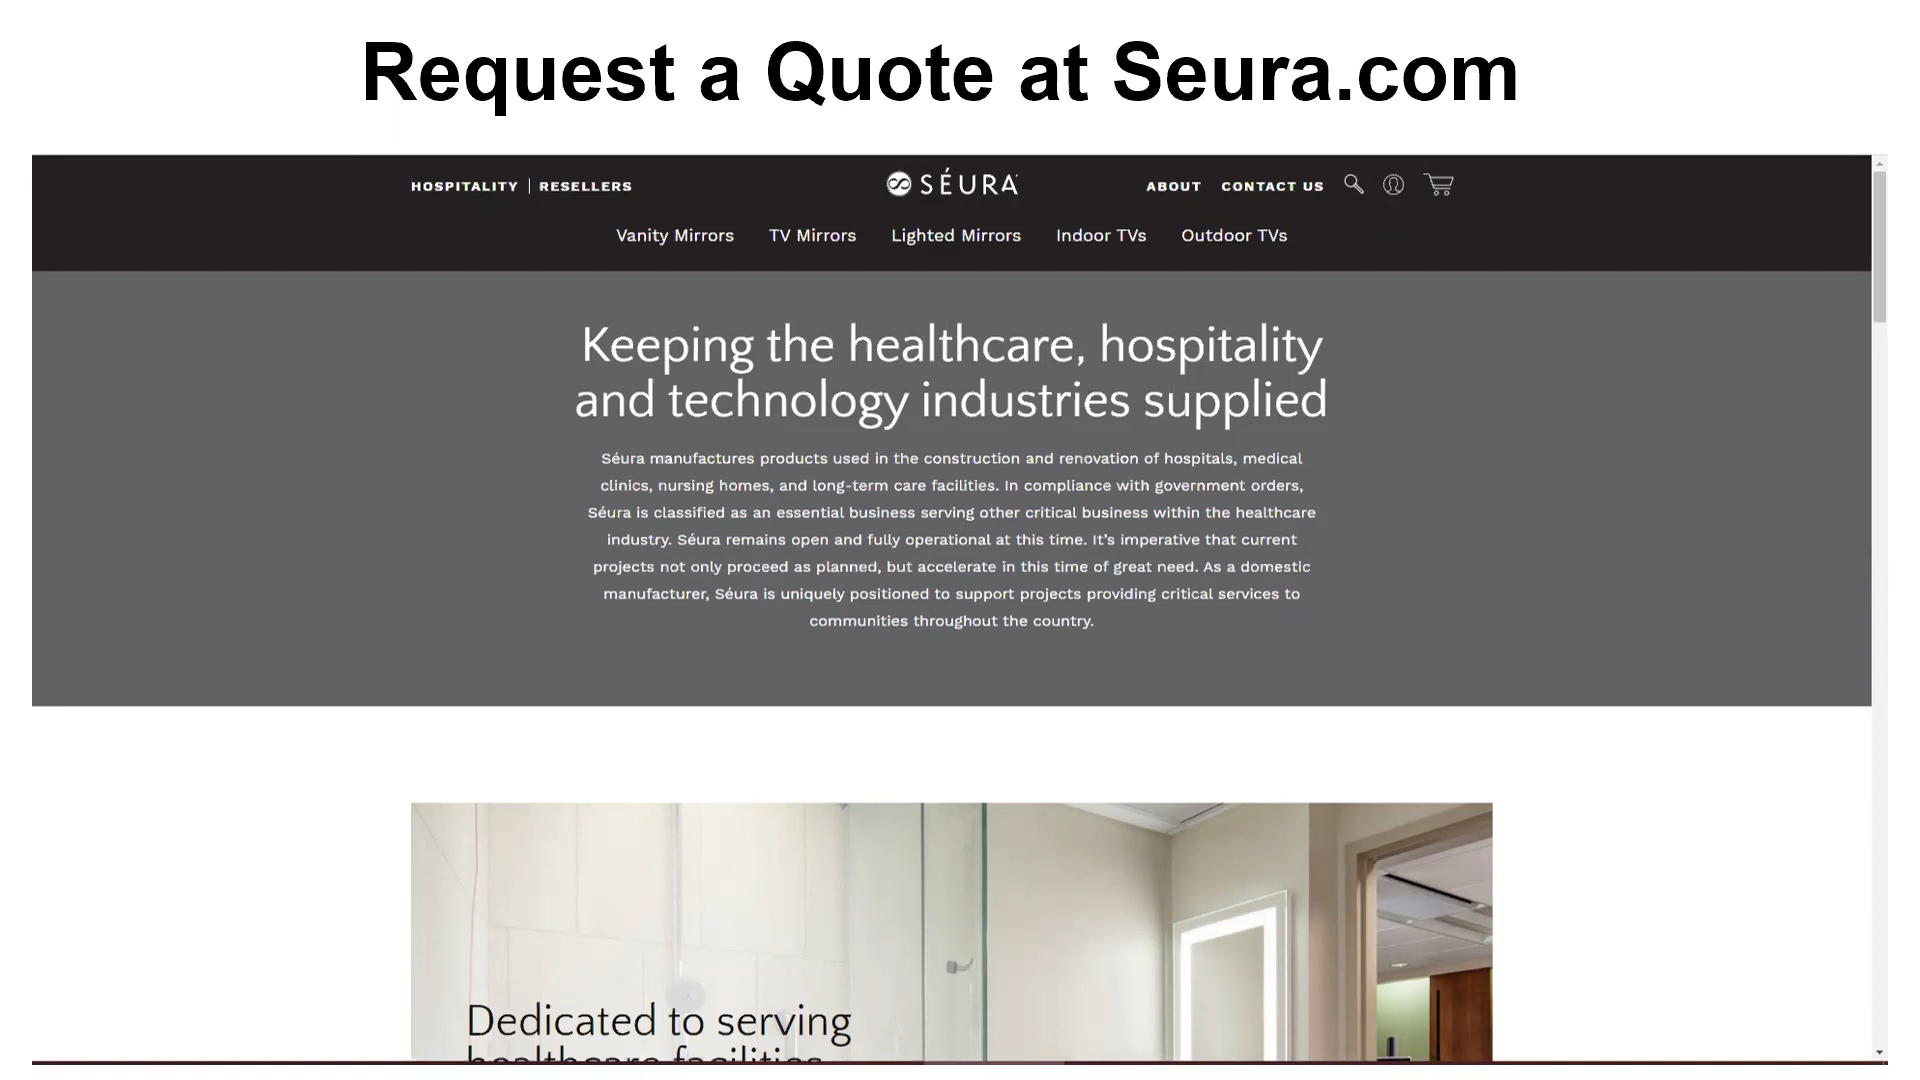 Request a Quote at Seura.com
HOSPITALITY | RESELLERS
SÉURA
ABOUT CONTACT US
Vanity Mirrors TV Mirrors Lighted Mirrors Indoor TVs Outdoor TVs
Keeping the healthcare, hospitality
and technology industries supplied
Séura manufactures products used in the construction and renovation of hospitals, medical
clinics, nursing homes, and long-term care facilities. In compliance with government orders,
Séura is classified as an essential business serving other critical business within the healthcare
industry. Séura remains open and fully operational at this time. It’s imperative that current
projects not only proceed as planned, but accelerate in this time of great need. As a domestic
manufacturer, Séura is uniquely positioned to support projects providing critical services to
communities throughout the country.
Dedicated to serving
healthcare facilities